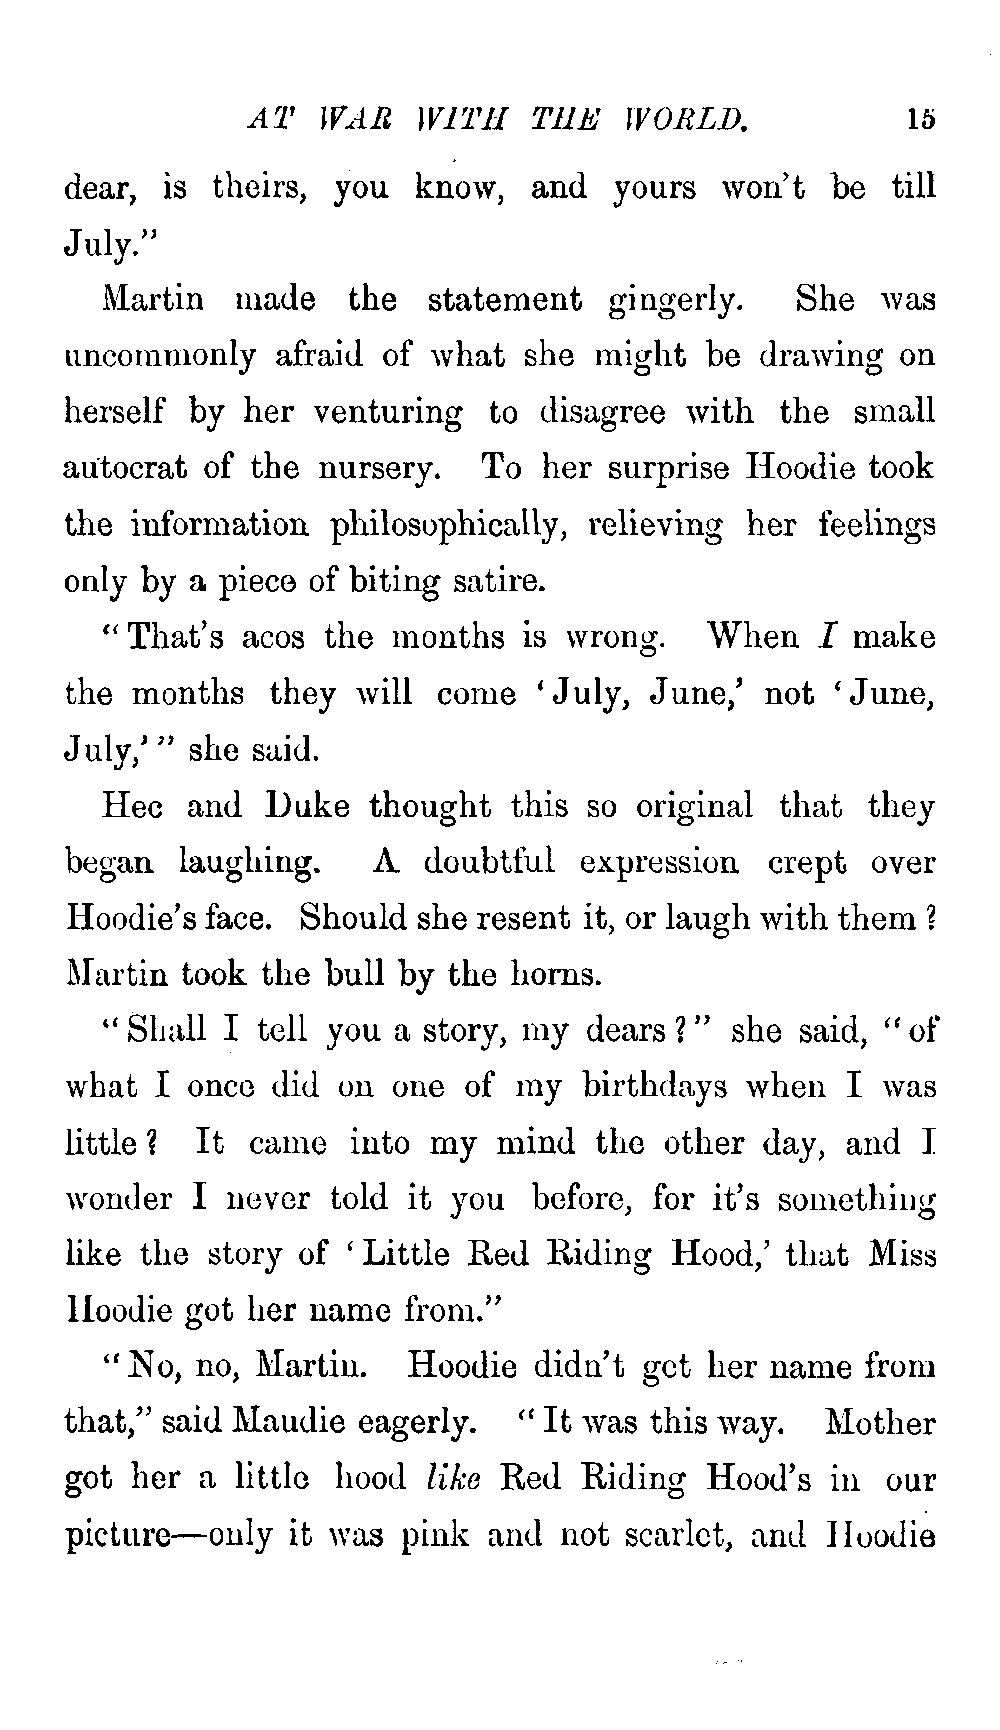 AT WAR WITH THE WORLD. 15
dear, is theirs, you know, and yours won't be till
July."
Martin made the statement gingerly. She was
uncommonly afraid of what she might be drawing on
herself by her venturing to disagree with the small
autocrat of the nursery. To her surprise Hoodie took
the information philosophically, relieving her feelings
only by a piece of biting satire.
"That's acos the months is wrong. When I make
the months they will come 'July, June,' not 'June,
July,'" she said.
Hec and Duke thought this so original that they
began laughing. A doubtful expression crept over
Hoodie's face. Should she resent it, or laugh with them?
Martin took the bull by the horns.
"Shall I tell you a story, my dears?" she said, "of
what I once did on one of my birthdays when I was
little? It came into my mind the other day, and I
wonder I never told it you before, for it's something
like the story of 'Little Red Riding Hood,' that Miss
Hoodie got her name from."
"No, no, Martin. Hoodie didn't get her name from
that," said Maudie eagerly. "It was this way. Mother
got her a little hood like Red Riding Hood's in our
picture—only it was pink and not scarlet, and Hoodie